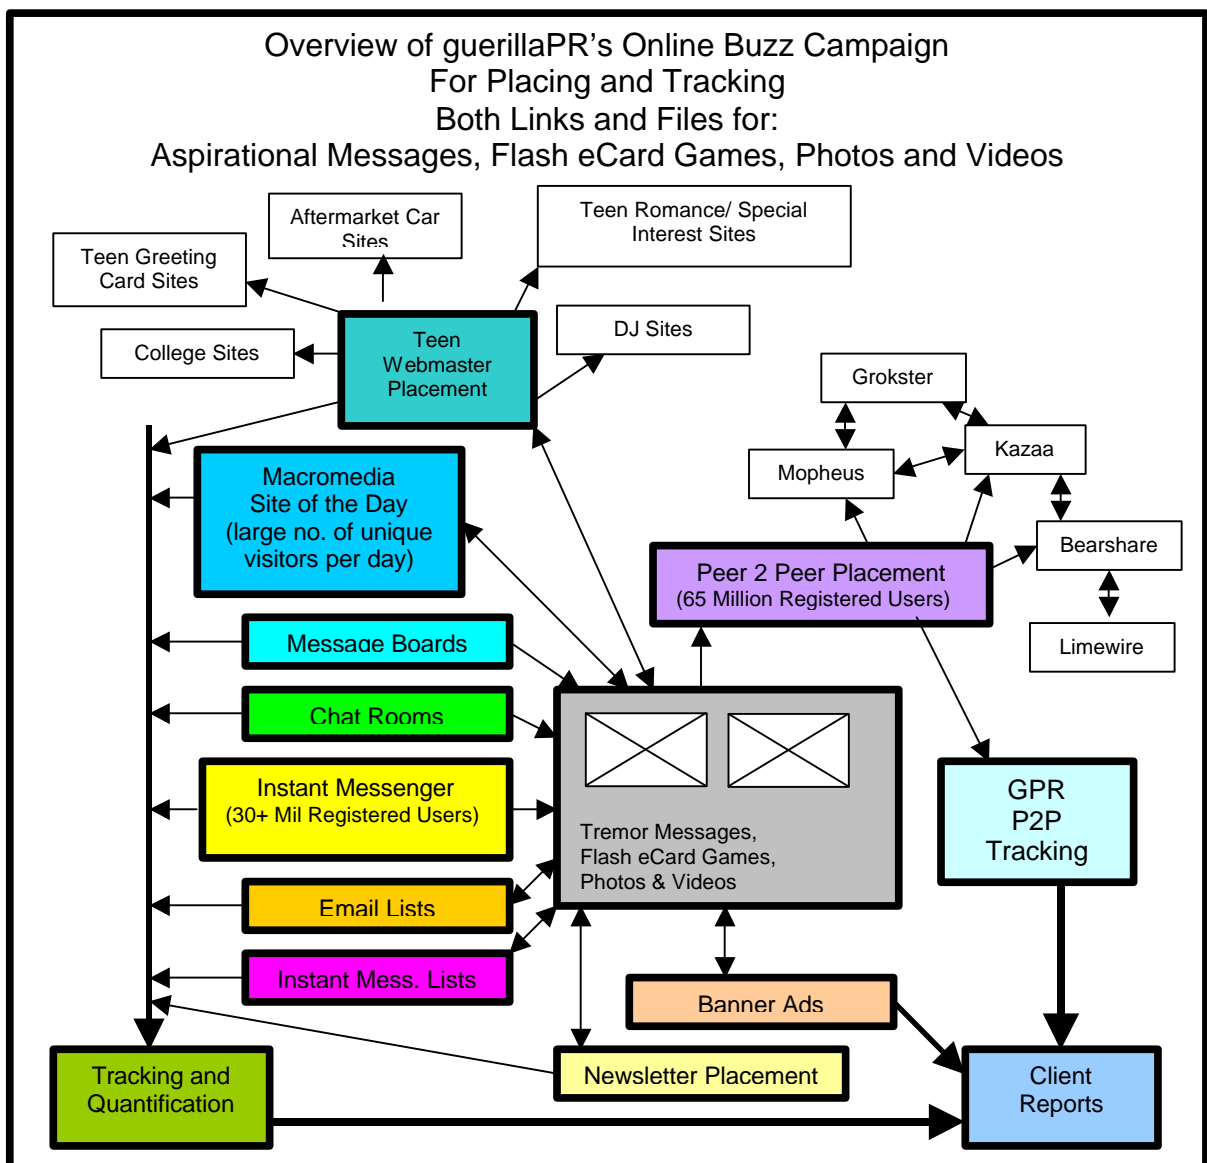 Overview of guerillaPR's Online Buzz Campaign
For Placing and Tracking
Both Links and Files for:
Aspirational Messages, Flash eCard Games, Photos and Videos
Aftermarket Car
Sites
Teen Romance/ Special
Interest Sites
Teen Greeting
Card Sites
College Sites
Teen
Webmaster
Placement
DJ Sites
Grokster
Kazaa
Mopheus
Bearshare
Limewire
Macromedia
Site of the Day
(large no. of unique
visitors per day)
Peer 2 Peer Placement
(65 Million Registered Users)
Message Boards
Chat Rooms
Instant Messenger
(30+ Mil Registered Users)
Email Lists
Instant Mess. Lists
Tremor Messages,
Flash eCard Games,
Photos & Videos
GPR
P2P
Tracking
Banner Ads
Newsletter Placement
Tracking and
Quantification
Client
Reports